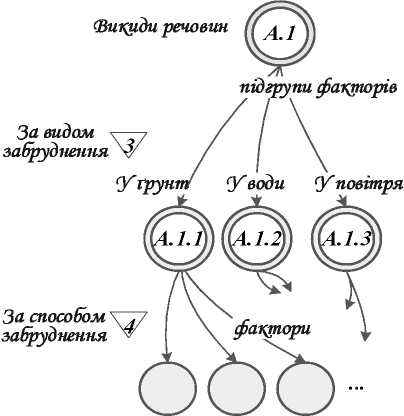 Викиди речовин
А.1
підгрупи факторів
За видом
забруднення
3
У ґрунт
У води
У повітря
А.1.1
А.1.2
А.1.3
За способом
забруднення
4
фактори
...